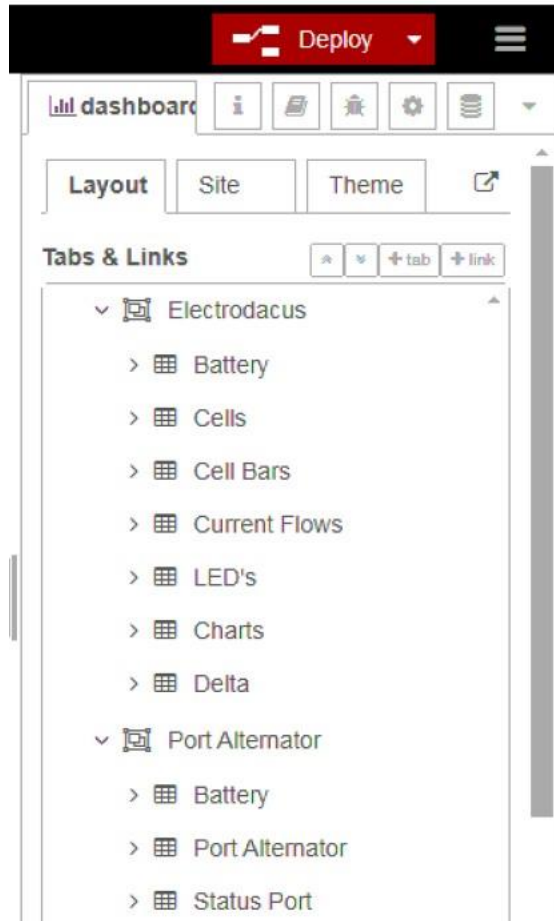 Deploy
dashboard
Layout Site Theme
Tabs & Links + tab + link
Electrodacus
Battery
Cells
Cell Bars
Current Flows
LED's
Charts
Delta
Port Alternator
Battery
Port Alternator
Status Port